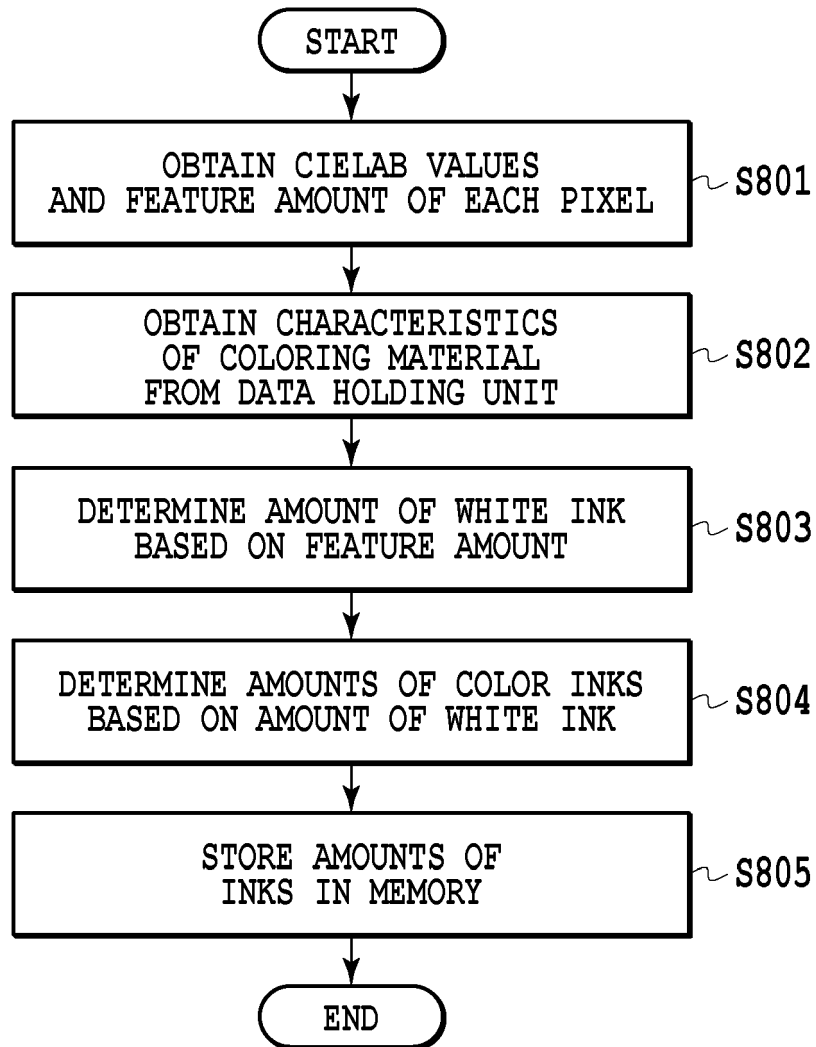 START
OBTAIN CIELAB VALUES
AND FEATURE AMOUNT OF EACH PIXEL
S801
OBTAIN CHARACTERISTICS
OF COLORING MATERIAL
FROM DATA HOLDING UNIT
S802
DETERMINE AMOUNT OF WHITE INK
BASED ON FEATURE AMOUNT
S803
DETERMINE AMOUNTS OF COLOR INKS
BASED ON AMOUNT OF WHITE INK
S804
STORE AMOUNTS OF
INKS IN MEMORY
S805
END